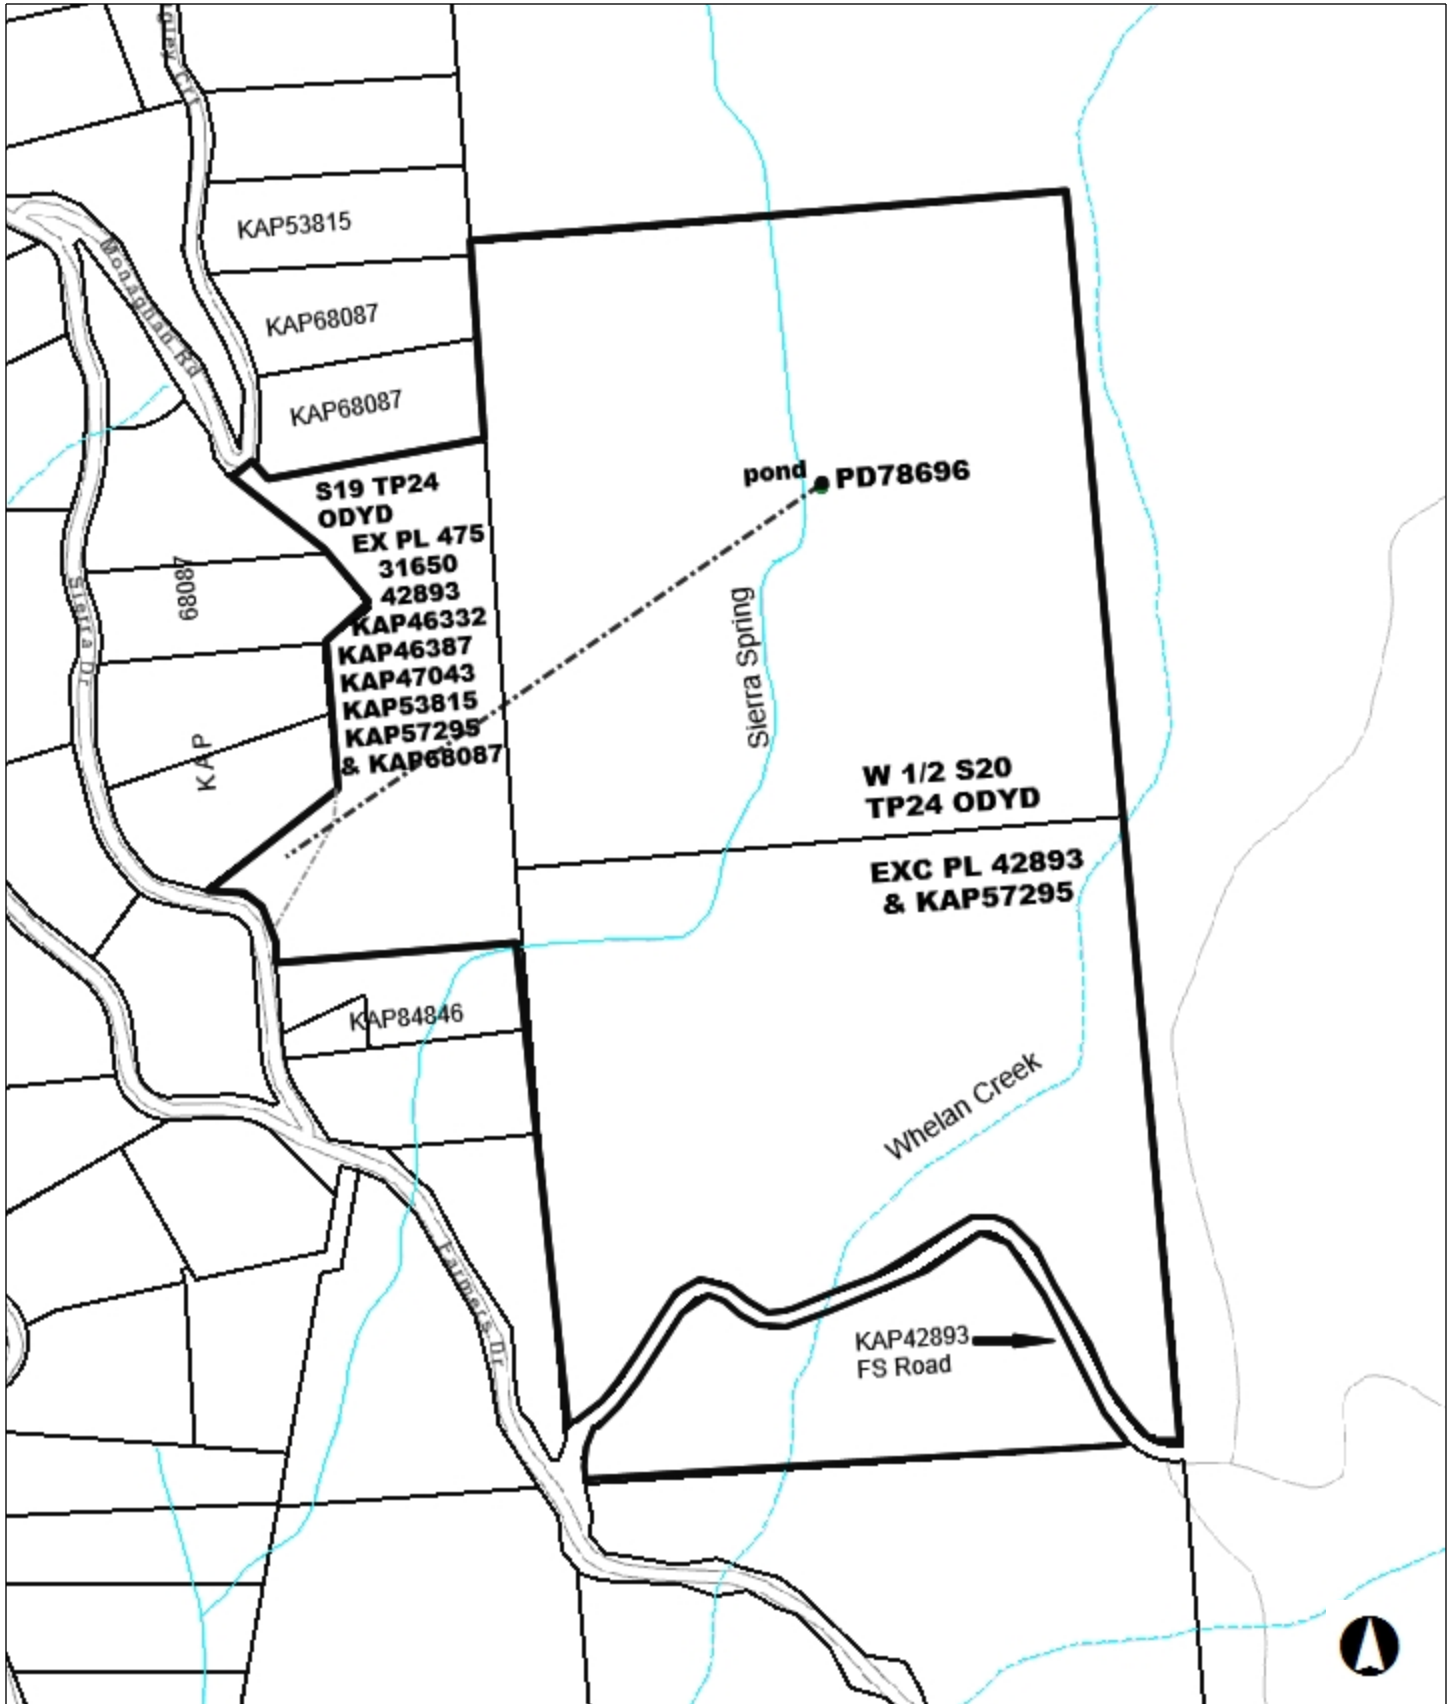 gley Crt
Monaghan Rd
KAP53815
KAP68087
KAP68087
S19 TP24
ODYD
EX PL 475
31650
42893
KAP46332
KAP46387
KAP47043
KAP53815
KAP57295
& KAP68087
pond
PD78696
68087
KAP
Sierra Dr
Sierra Spring
W 1/2 S20
TP24 ODYD
EXC PL 42893
& KAP57295
KAP84846
Whelan Creek
Farmers Dr
KAP42893
FS Road